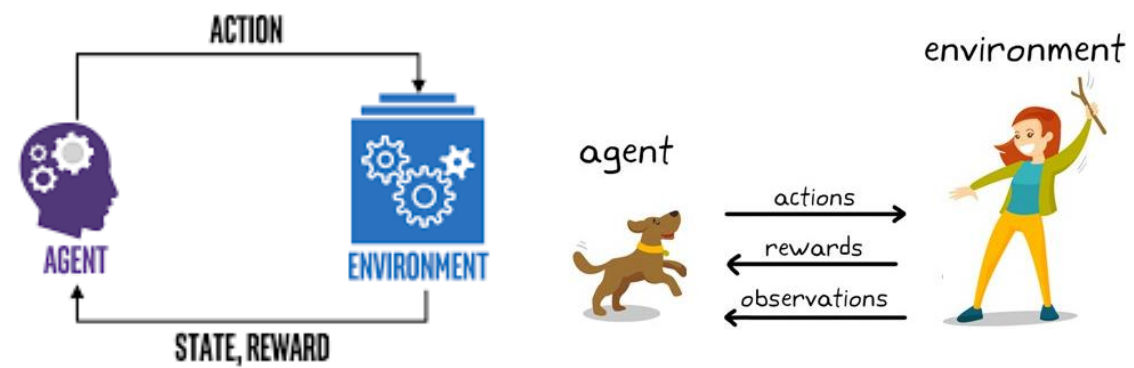 ACTION
AGENT
ENVIRONMENT
STATE, REWARD
environment
agent
actions
rewards
observations